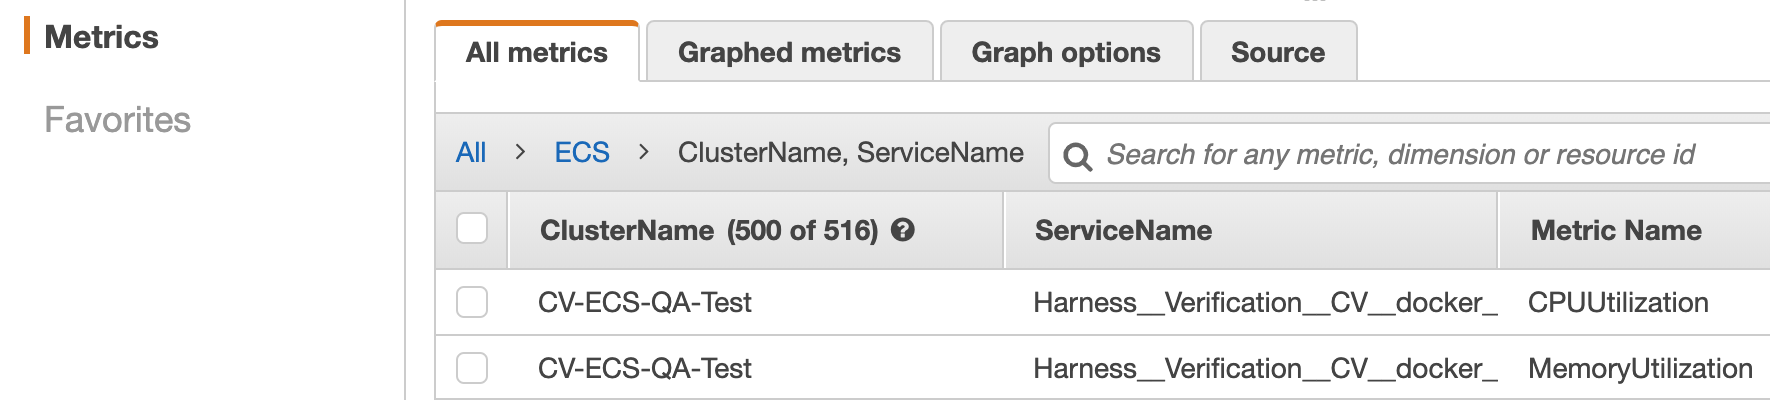 Metrics
Favorites
All metrics
Graphed metrics
Graph options
Source
All > ECS > ClusterName, ServiceName
Search for any metric, dimension or resource id
ClusterName (500 of 516) ServiceName Metric Name
CV-ECS-QA-Test Harness__Verification__CV__docker_ CPUUtilization
CV-ECS-QA-Test Harness__Verification__CV__docker_ MemoryUtilization